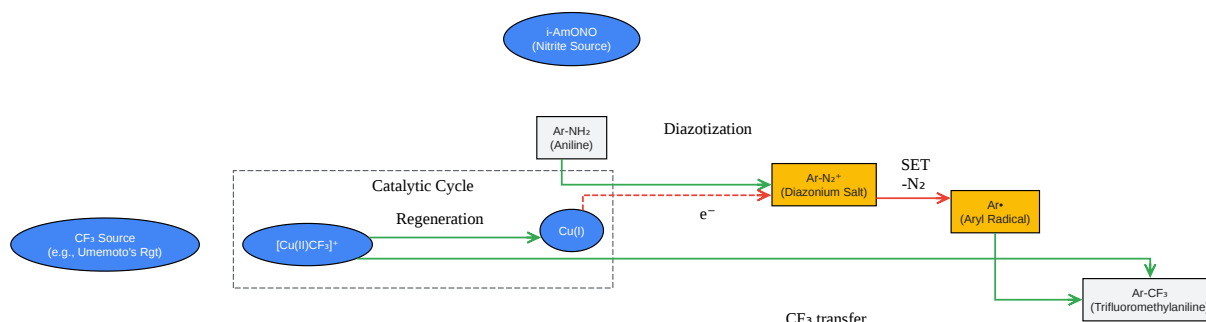 i-AmONO
(Nitrite Source)
Ar-NH₂
(Aniline)
Diazotization
Catalytic Cycle
Ar-N₂⁺
(Diazonium Salt)
SET
-N₂
Ar•
(Aryl Radical)
Regeneration
e⁻
CF₃ Source
(e.g., Umemoto's Rgt)
[Cu(II)CF₃]⁺
Cu(I)
Ar-CF₃
(Trifluoromethylaniline)
CF₃ transfer